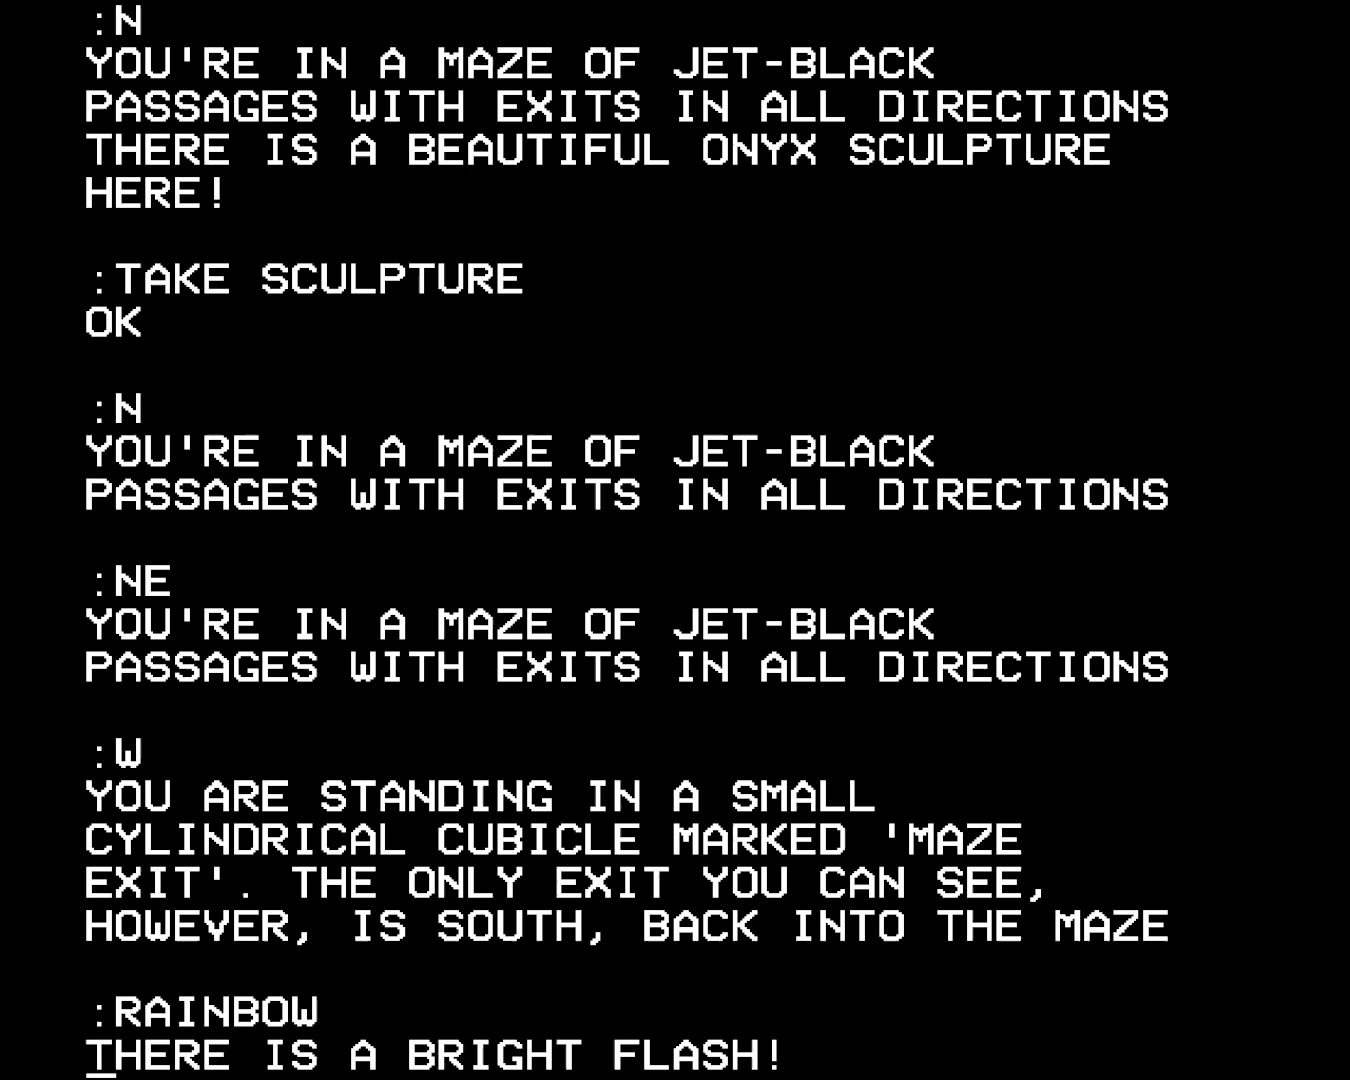 :N
YOU'RE IN A MAZE OF JET-BLACK
PASSAGES WITH EXITS IN ALL DIRECTIONS
THERE IS A BEAUTIFUL ONYX SCULPTURE
HERE!
:TAKE SCULPTURE
OK
:N
YOU'RE IN A MAZE OF JET-BLACK
PASSAGES WITH EXITS IN ALL DIRECTIONS
:NE
YOU'RE IN A MAZE OF JET-BLACK
PASSAGES WITH EXITS IN ALL DIRECTIONS
:W
YOU ARE STANDING IN A SMALL
CYLINDRICAL CUBICLE MARKED 'MAZE
EXIT'. THE ONLY EXIT YOU CAN SEE,
HOWEVER, IS SOUTH, BACK INTO THE MAZE
:RAINBOW
THERE IS A BRIGHT FLASH!